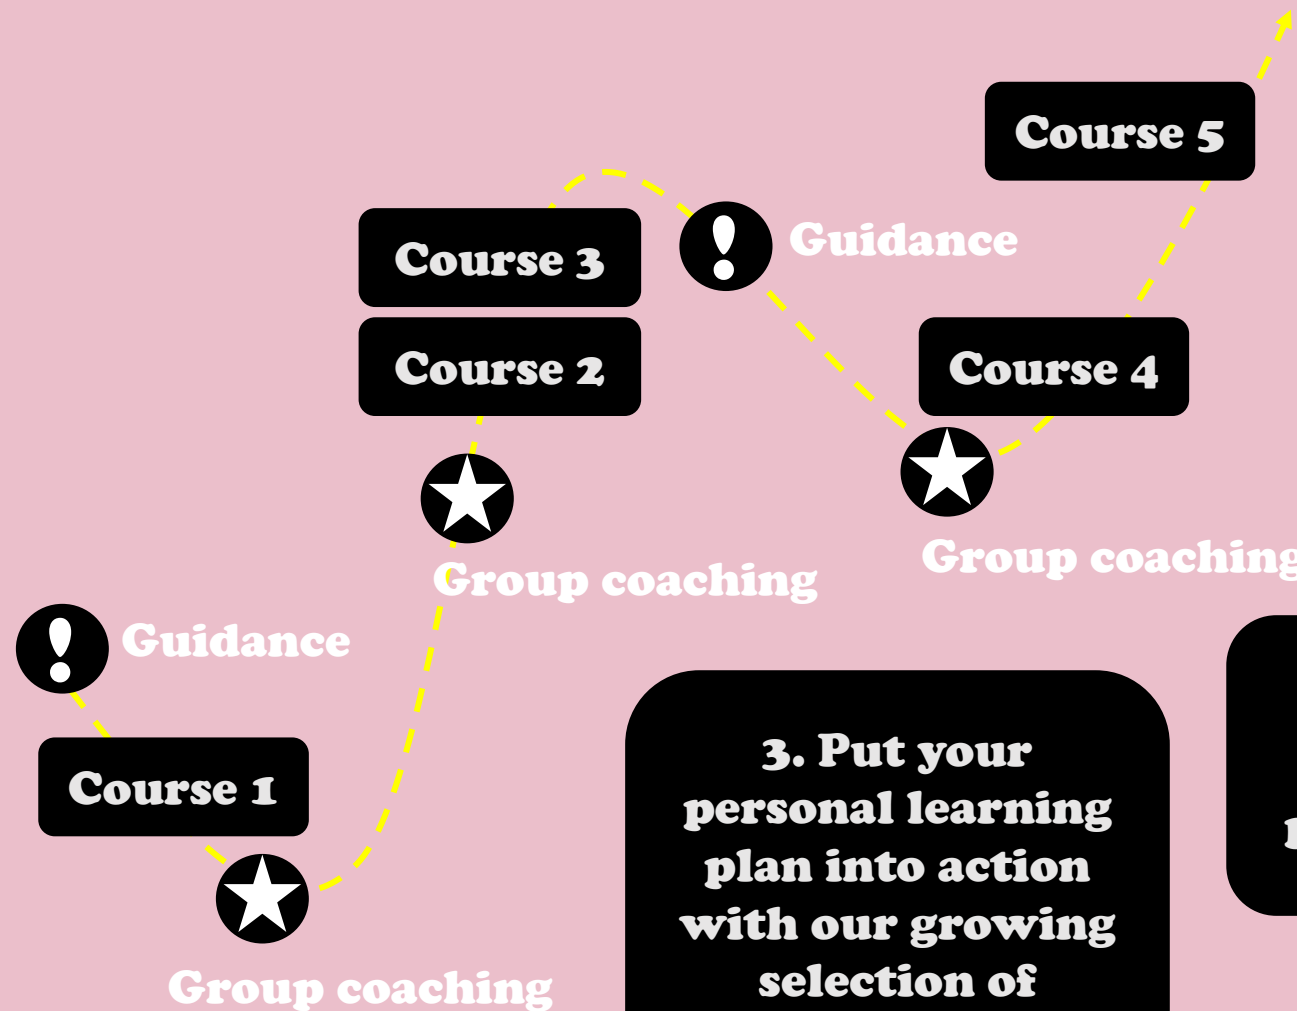 Course 5
Course 3
Guidance
Course 2
Course 4
Group coaching
Group coaching
Guidance
Course 1
Group coaching
3. Put your
personal learning
plan into action
with our growing
selection of